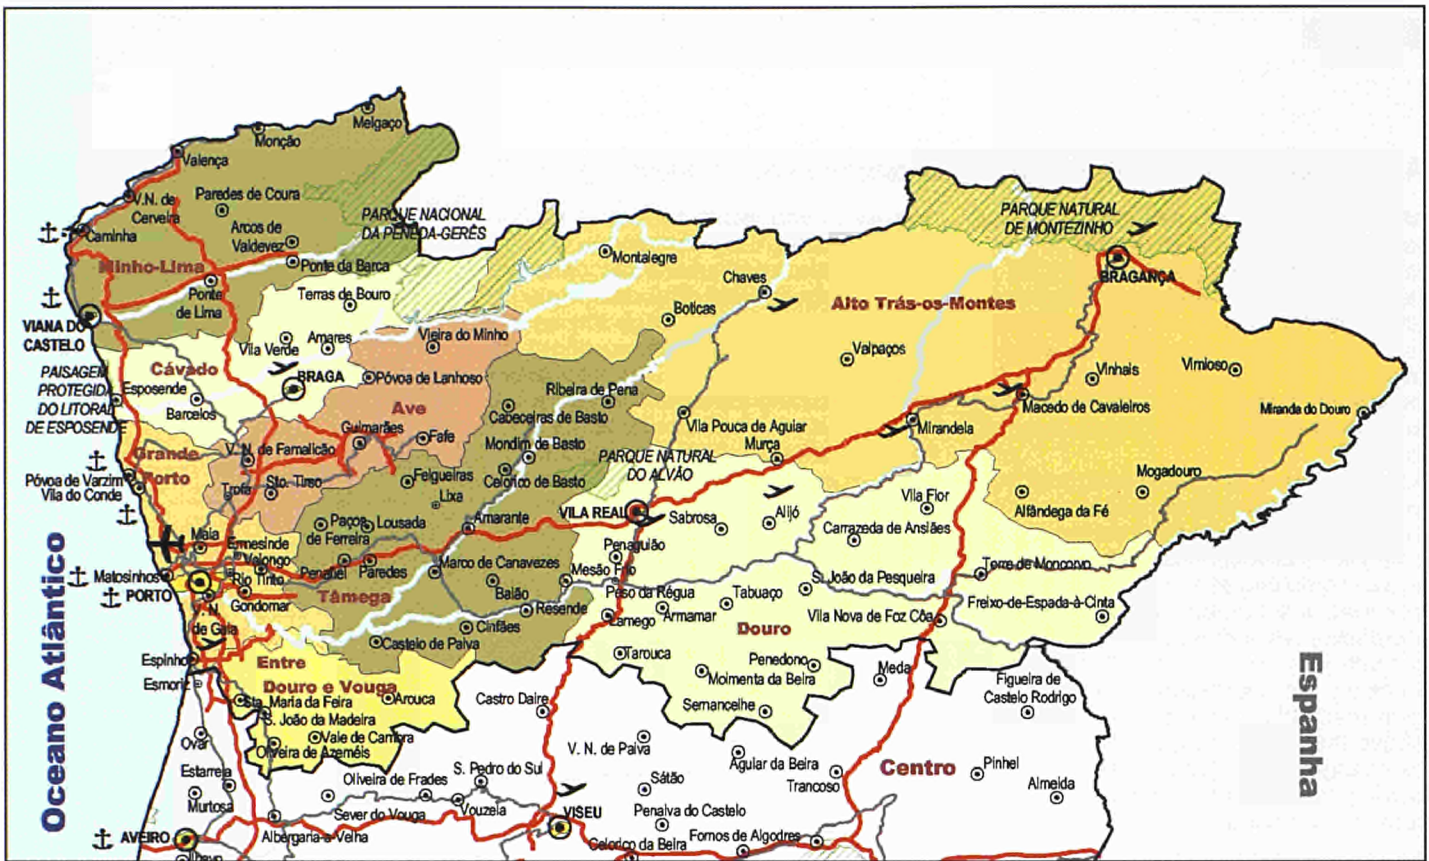 Melgaço
Monção
Valença
Paredes de Coura
V.N. de
Cerveira
PARQUE NACIONAL
DA PENEDA-GERÊS
PARQUE NATURAL
DE MONTEZINHO
Arcos de
Valdevez
Caminha
Minho-Lima
Ponte da Barca
Montalegre
Chaves
BRAGANÇA
Ponte
de Lima
Terras de Bouro
Boticas
Alto Trás-os-Montes
VIANA DO
CASTELO
Vila Verde
Amares
Vieira do Minho
Valpaços
Vinhais
Vimioso
PAISAGEM
PROTEGIDA
DO LITORAL
DE ESPOSENDE
Cávado
BRAGA
Póvoa de Lanhoso
Esposende
Barcelos
Ribeira de Pena
Cabeceiras de Basto
Ave
Macedo de Cavaleiros
Miranda do Douro
Guimarães
Fafe
Mondim de Basto
Vila Pouca de Aguiar
Murça
Mirandela
Grande
Porto
V. N. de Famalicão
PARQUE NATURAL
DO ALVÃO
Póvoa de Varzim
Vila do Conde
Trofa
Sto. Tirso
Felgueiras
Lixa
Celorico de Basto
Mogadouro
Vila Flor
Alfândega da Fé
Paços
de Ferreira
Lousada
Amarante
VILA REAL
Sabrosa
Alijó
Carrazeda de Ansiães
Maia
Ermesinde
Valongo
Penaguião
Matosinhos
Rio Tinto
Penafiel
Paredes
Marco de Canavezes
Mesão Frio
S. João da Pesqueira
Torre de Moncorvo
PORTO
Gondomar
Tâmega
Baião
Peso da Régua
Tabuaço
Freixo-de-Espada-à-Cinta
V. N.
de Gaia
Resende
Lamego
Armamar
Vila Nova de Foz Côa
Cinfães
Douro
Castelo de Paiva
Espinho
Entre
Douro e Vouga
Tarouca
Penedono
Meda
Esmoriz
Moimenta da Beira
Figueira de
Castelo Rodrigo
Sta. Maria da Feira
Arouca
Castro Daire
Sernancelhe
S. João da Madeira
Ovar
Vale de Cambra
Oliveira de Azeméis
V. N. de Paiva
Aguiar da Beira
Centro
Pinhel
Estarreja
Oliveira de Frades
S. Pedro do Sul
Sátão
Trancoso
Almeida
Murtosa
Sever do Vouga
Vouzela
VISEU
Penalva do Castelo
AVEIRO
Albergaria-a-Velha
Celorico da Beira
Fornos de Algodres
Ílhavo
Oceano Atlântico
Espanha